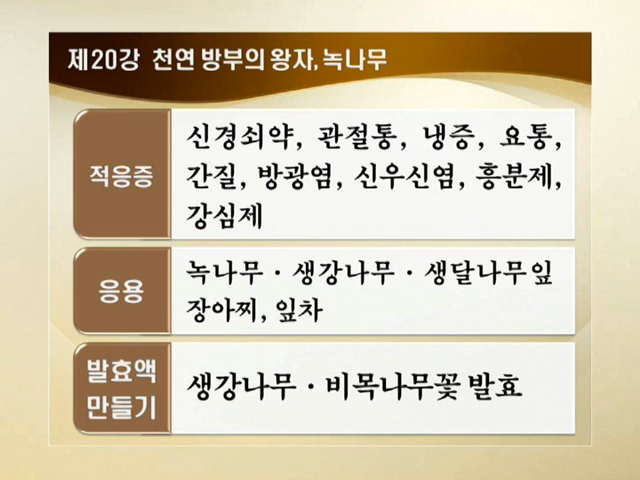 제20강 천연 방부의 왕자, 녹나무
적응증
신경쇠약, 관절통, 냉증, 요통,
간질, 방광염, 신우신염, 흥분제,
강심제
응용
녹나무 · 생강나무 · 생달나무잎
장아찌, 잎차
발효액
만들기
생강나무 · 비목나무꽃 발효